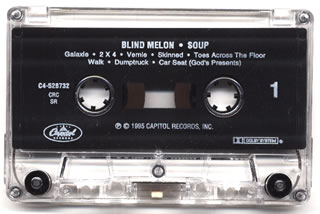 BLIND MELON • SOUP
Galaxie • 2 X 4 • Vernie • Skinned • Toes Across The Floor
Walk • Dumptruck • Car Seat (God's Presents)
C4-528732
CRC
SR
1
Capitol
℗ © 1995 CAPITOL RECORDS, INC.
DOLBY SYSTEM